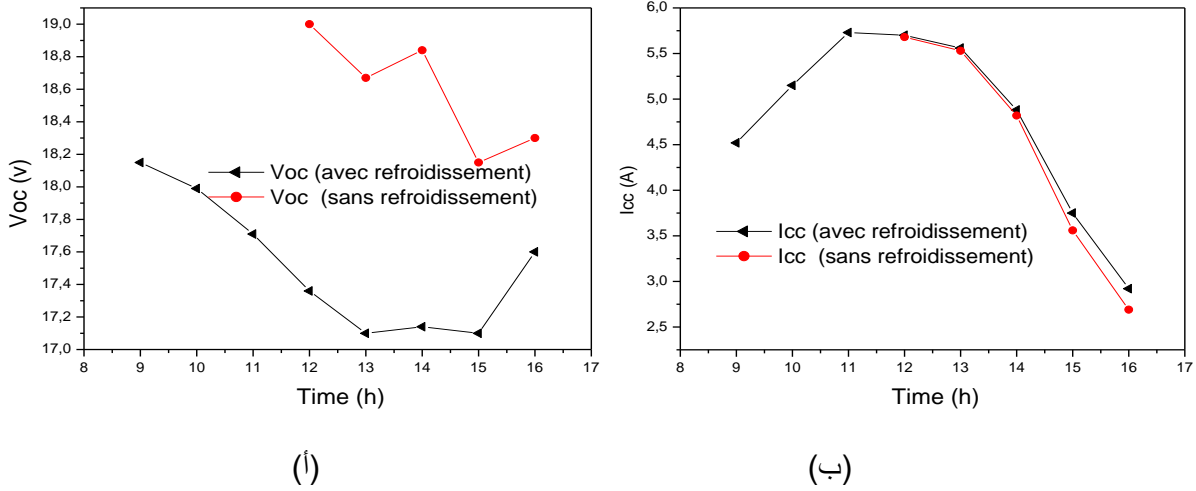 19,0
18,8
18,6
18,4
18,2
18,0
17,8
17,6
17,4
17,2
17,0
Voc (v)
Voc (avec refroidissement)
Voc (sans refroidissement)
8 9 10 11 12 13 14 15 16 17
Time (h)
(أ)
6,0
5,5
5,0
4,5
4,0
3,5
3,0
2,5
Icc (A)
Icc (avec refroidissement)
Icc (sans refroidissement)
8 9 10 11 12 13 14 15 16 17
Time (h)
(ب)